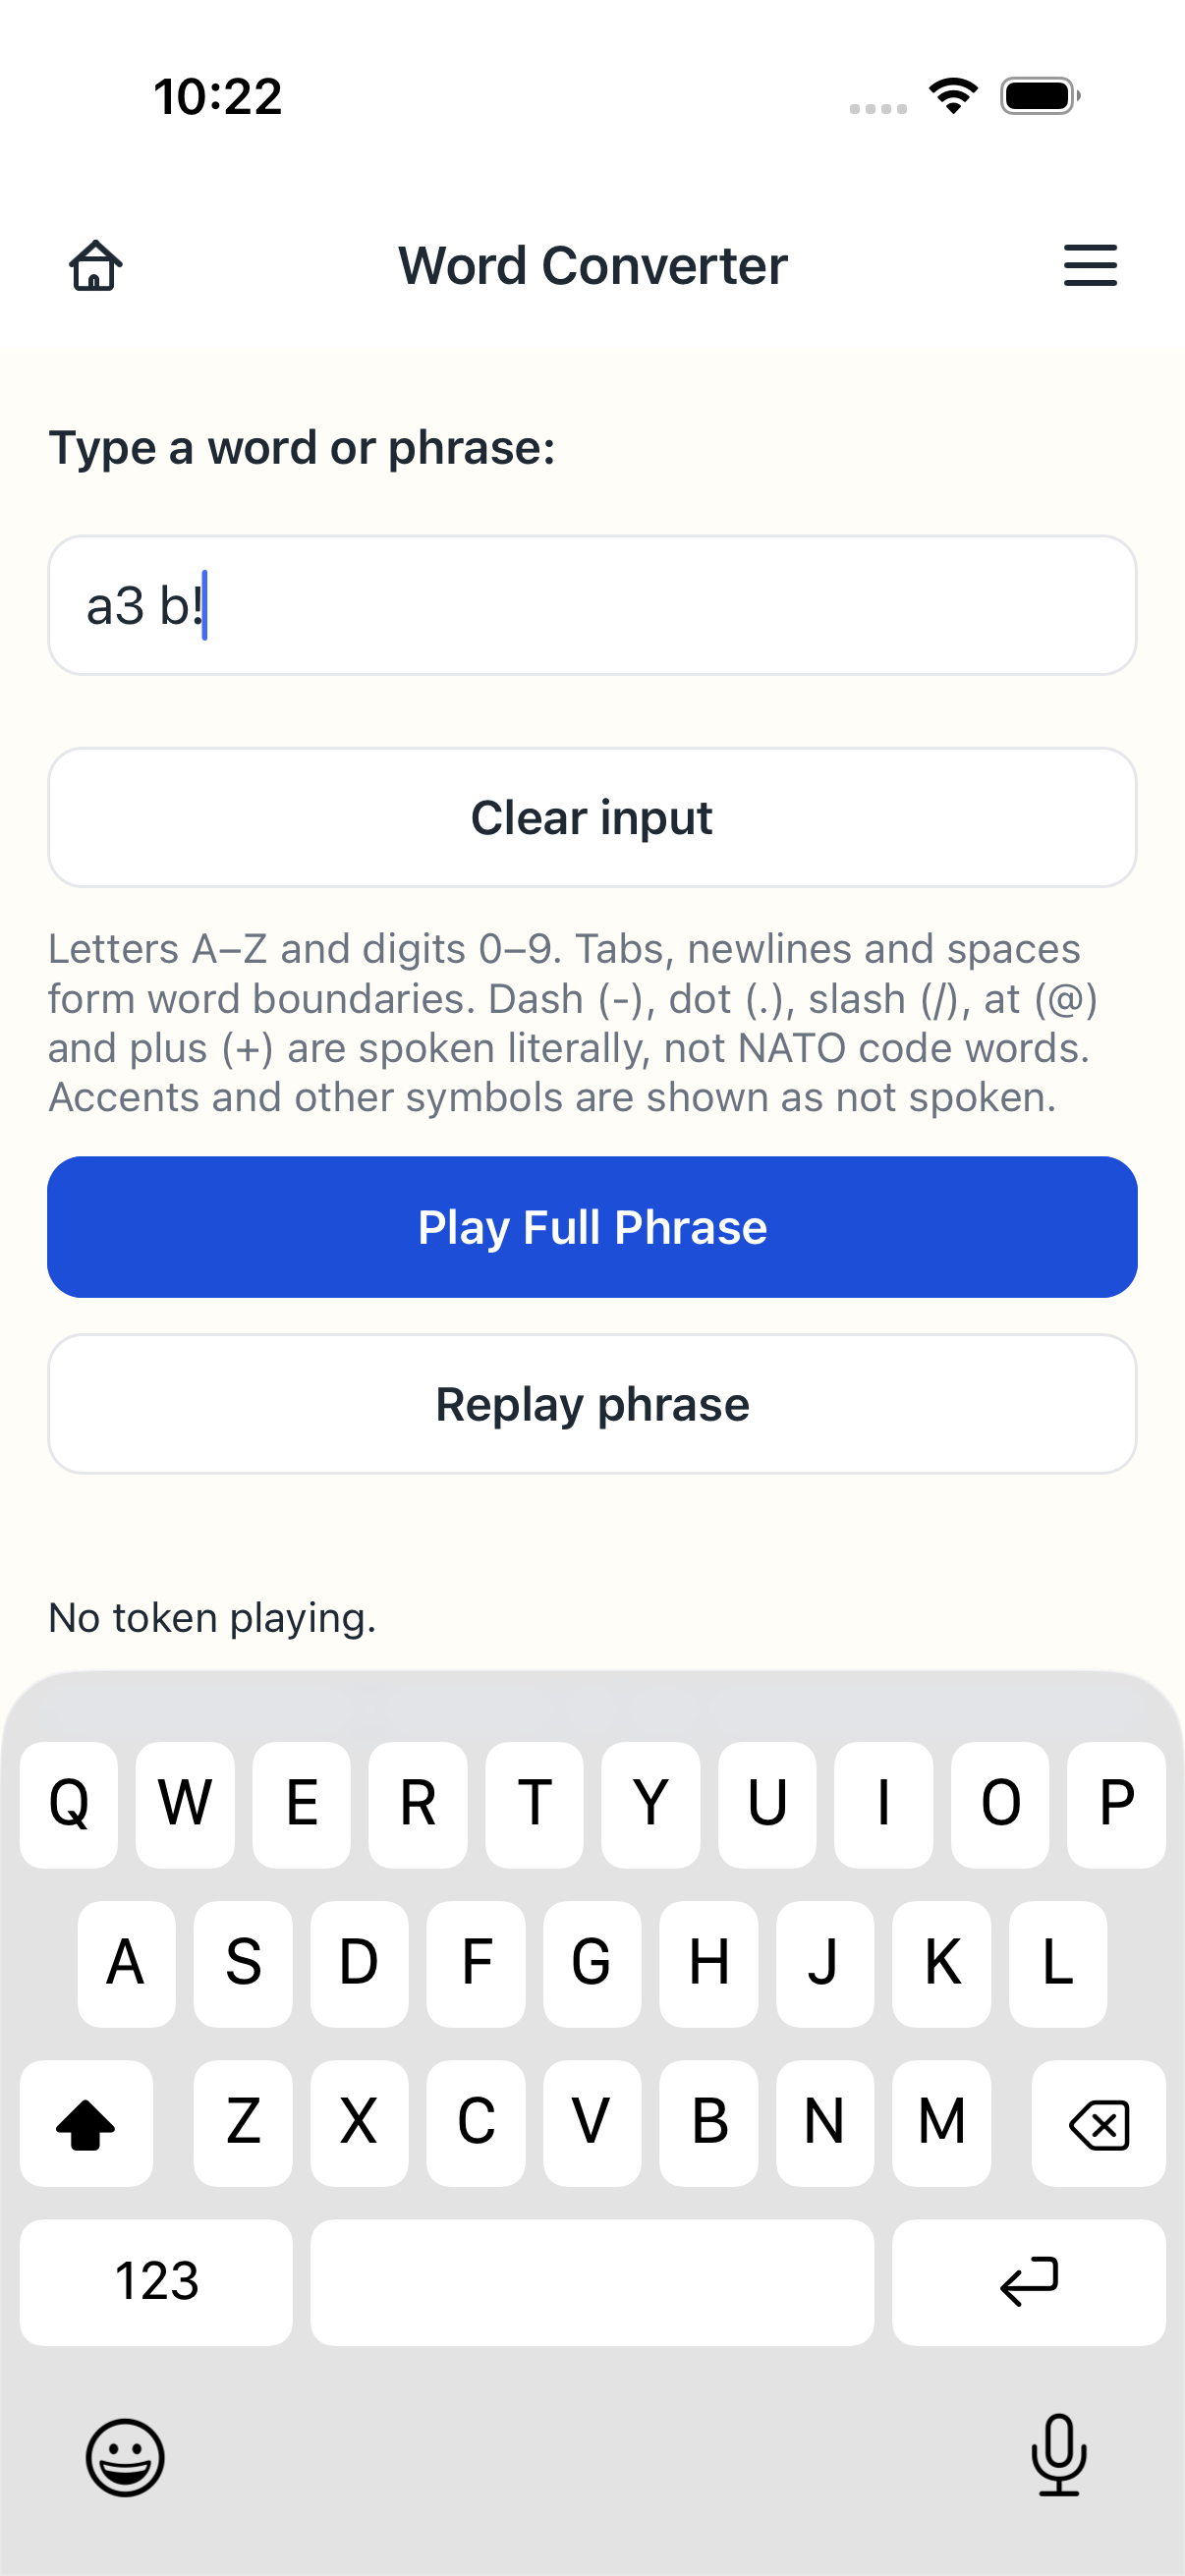 10:22
Word Converter
Type a word or phrase:
a3 b!
Clear input
Letters A–Z and digits 0–9. Tabs, newlines and spaces
form word boundaries. Dash (-), dot (.), slash (/), at (@)
and plus (+) are spoken literally, not NATO code words.
Accents and other symbols are shown as not spoken.
Play Full Phrase
Replay phrase
No token playing.
Q W E R T Y U I O P
A S D F G H J K L
Z X C V B N M
123